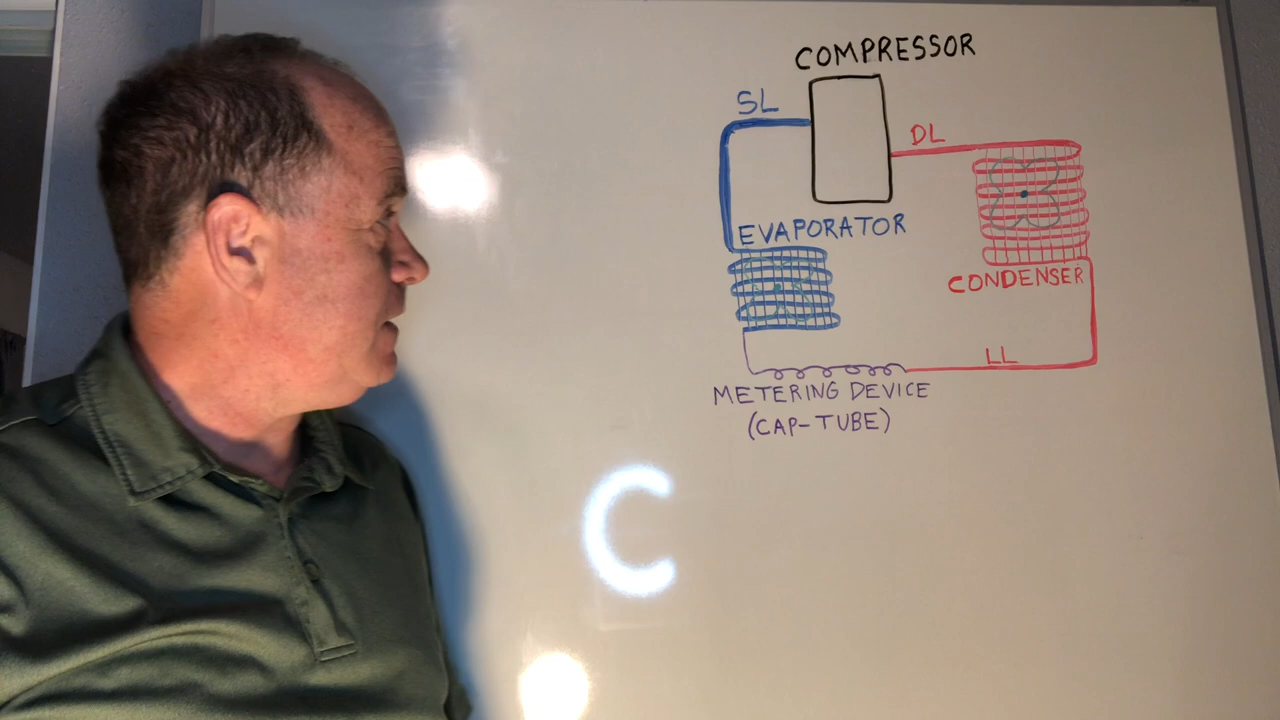 COMPRESSOR
SL
DL
EVAPORATOR
CONDENSER
LL
METERING DEVICE
(CAP-TUBE)